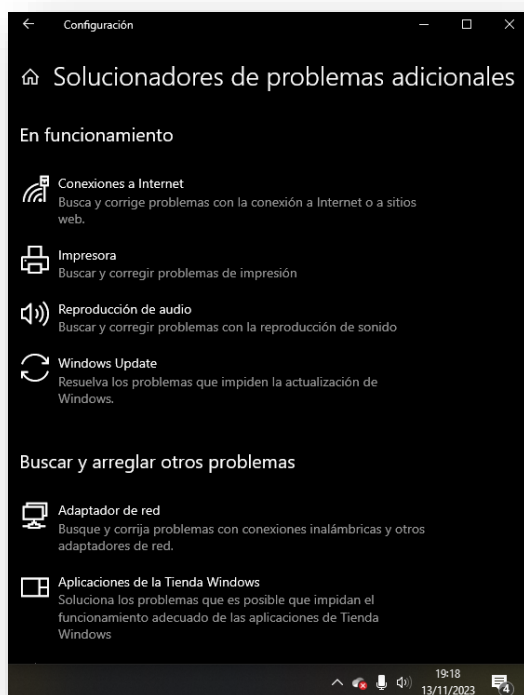 Configuración
Solucionadores de problemas adicionales
En funcionamiento
Conexiones a Internet
Busca y corrige problemas con la conexión a Internet o a sitios
web.
Impresora
Buscar y corregir problemas de impresión
Reproducción de audio
Buscar y corregir problemas con la reproducción de sonido
Windows Update
Resuelva los problemas que impiden la actualización de
Windows.
Buscar y arreglar otros problemas
Adaptador de red
Busque y corrija problemas con conexiones inalámbricas y otros
adaptadores de red.
Aplicaciones de la Tienda Windows
Soluciona los problemas que es posible que impidan el
funcionamiento adecuado de las aplicaciones de Tienda
Windows
19:18
13/11/2023
4